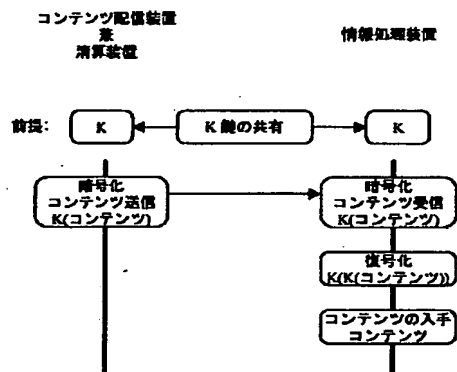 コンテンツ配信装置
兼
清算装置
情報処理装置
前提:
K
K 鍵の共有
K
暗号化
コンテンツ送信
K(コンテンツ)
暗号化
コンテンツ受信
K(コンテンツ)
復号化
K(K(コンテンツ))
コンテンツの入手
コンテンツ